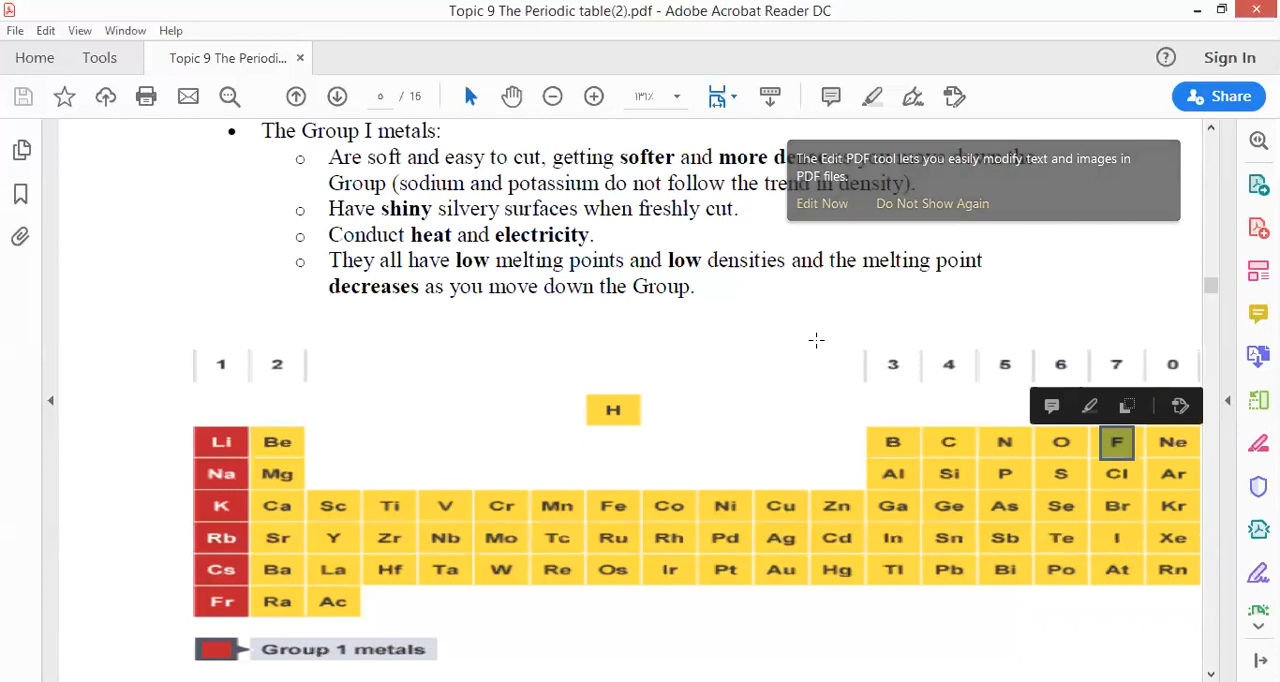 Topic 9 The Periodic table(2).pdf - Adobe Acrobat Reader DC
File Edit View Window Help
Home Tools Topic 9 The Periodi... × Sign In
٥ / 16 ١٣١٪ Share
• The Group I metals:
o Are soft and easy to cut, getting softer and more
Group (sodium and potassium do not follow the trend in density).
o Have shiny silvery surfaces when freshly cut.
o Conduct heat and electricity.
o They all have low melting points and low densities and the melting point
decreases as you move down the Group.
The Edit PDF tool lets you easily modify text and images in
PDF files.
Edit Now Do Not Show Again
1 2 3 4 5 6 7 0
H
Li Be B C N O F Ne
Na Mg Al Si P S Cl Ar
K Ca Sc Ti V Cr Mn Fe Co Ni Cu Zn Ga Ge As Se Br Kr
Rb Sr Y Zr Nb Mo Tc Ru Rh Pd Ag Cd In Sn Sb Te I Xe
Cs Ba La Hf Ta W Re Os Ir Pt Au Hg Tl Pb Bi Po At Rn
Fr Ra Ac
Group 1 metals